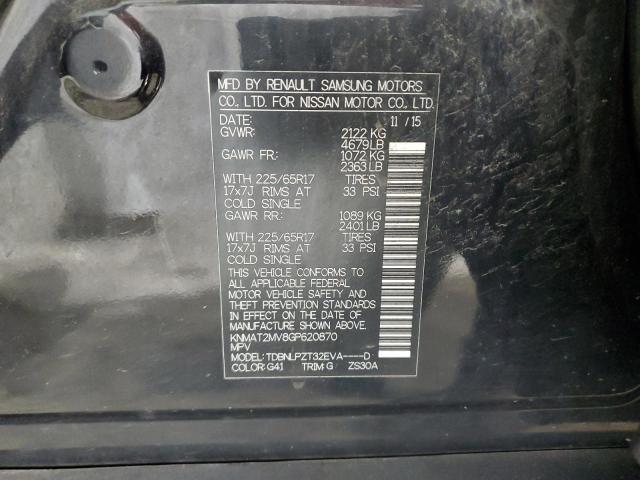 MFD BY RENAULT SAMSUNG MOTORS
CO. LTD. FOR NISSAN MOTOR CO., LTD.
DATE: 11 / 15
GVWR: 2122 KG
4679 LB
GAWR FR: 1072 KG
2363 LB
WITH 225/65R17 TIRES
17x7J RIMS AT 33 PSI
COLD SINGLE
GAWR RR: 1089 KG
2401 LB
WITH 225/65R17 TIRES
17x7J RIMS AT 33 PSI
COLD SINGLE
THIS VEHICLE CONFORMS TO
ALL APPLICABLE FEDERAL
MOTOR VEHICLE SAFETY AND
THEFT PREVENTION STANDARDS
IN EFFECT ON THE DATE OF
MANUFACTURE SHOWN ABOVE.
KNMAT2MV8GP620870
MPV
MODEL: TDBNLPZT32EVA----D
COLOR: G41 TRIM: G ZS30A